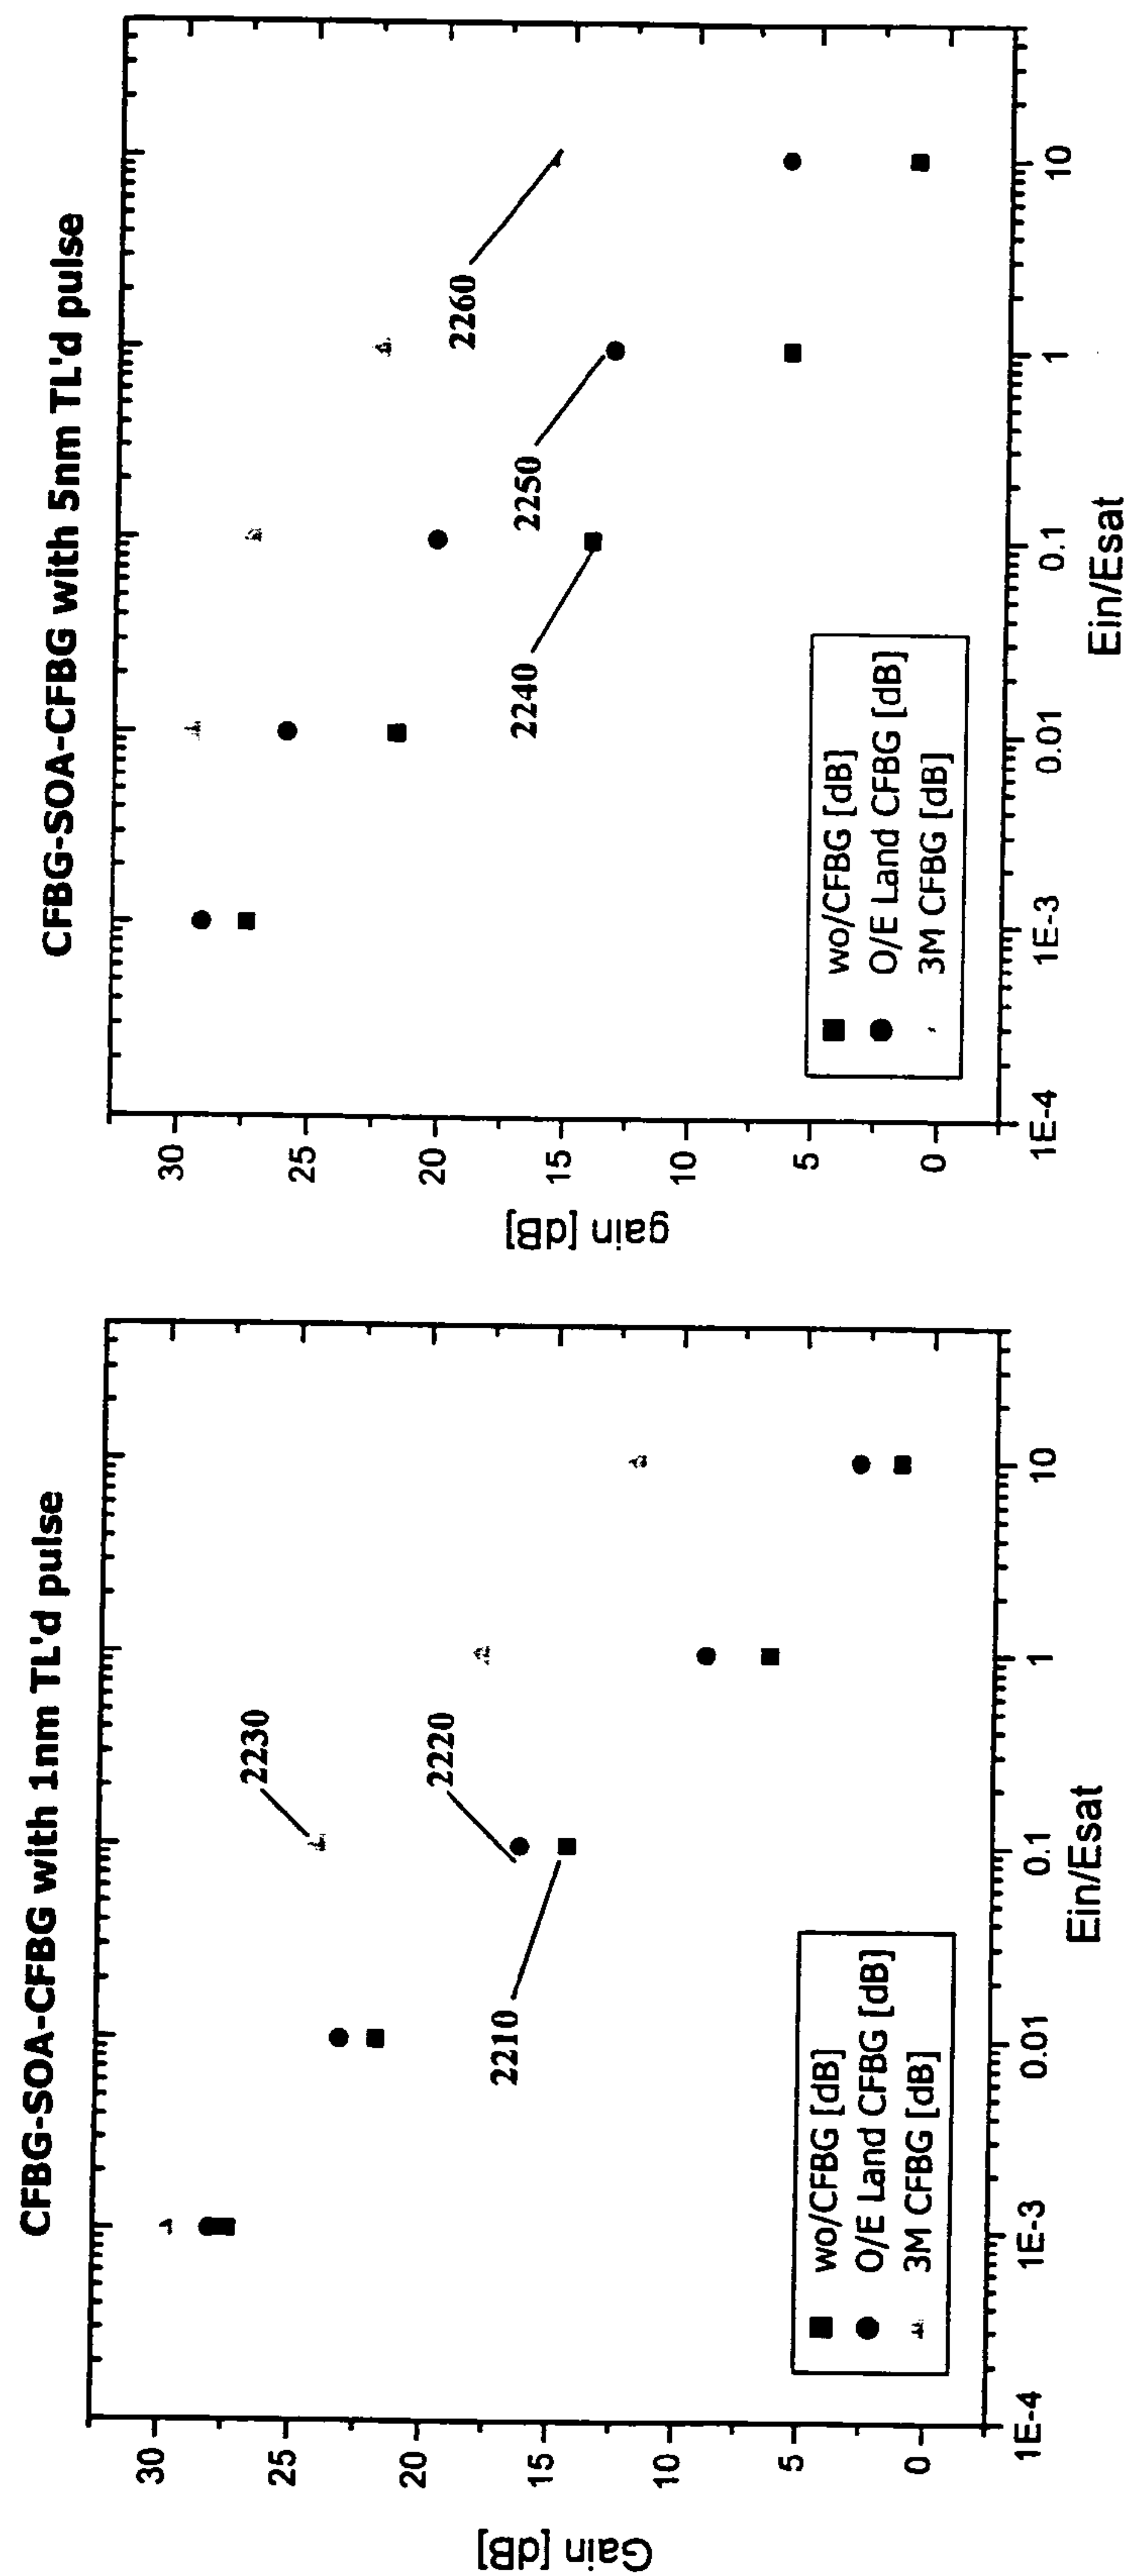 CFBG-SOA-CFBG with 1nm TL'd pulse
Gain [dB]
30
25
20
15
10
5
0
2230
2220
2210
wo/CFBG [dB]
O/E Land CFBG [dB]
3M CFBG [dB]
1E-4
1E-3
0.01
0.1
1
10
Ein/Esat
CFBG-SOA-CFBG with 5nm TL'd pulse
gain [dB]
30
25
20
15
10
5
0
2260
2250
2240
wo/CFBG [dB]
O/E Land CFBG [dB]
3M CFBG [dB]
1E-4
1E-3
0.01
0.1
1
10
Ein/Esat